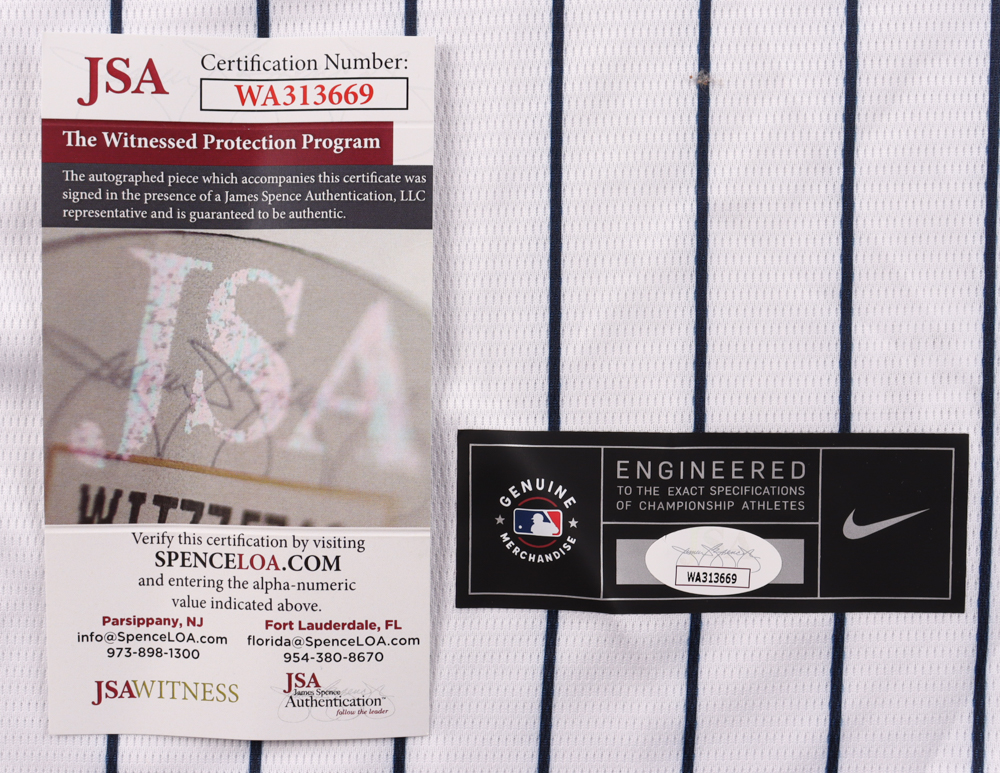 JSA
Certification Number:
WA313669
The Witnessed Protection Program
The autographed piece which accompanies this certificate was
signed in the presence of a James Spence Authentication, LLC
representative and is guaranteed to be authentic.
JSA
Verify this certification by visiting
SPENCELOA.COM
and entering the alpha-numeric
value indicated above.
Parsippany, NJ
info@SpenceLOA.com
973-898-1300
Fort Lauderdale, FL
florida@SpenceLOA.com
954-380-8670
JSAWITNESS
JSA
James Spence
Authentication™
follow the leader
GENUINE
MERCHANDISE
ENGINEERED
TO THE EXACT SPECIFICATIONS
OF CHAMPIONSHIP ATHLETES
WA313669